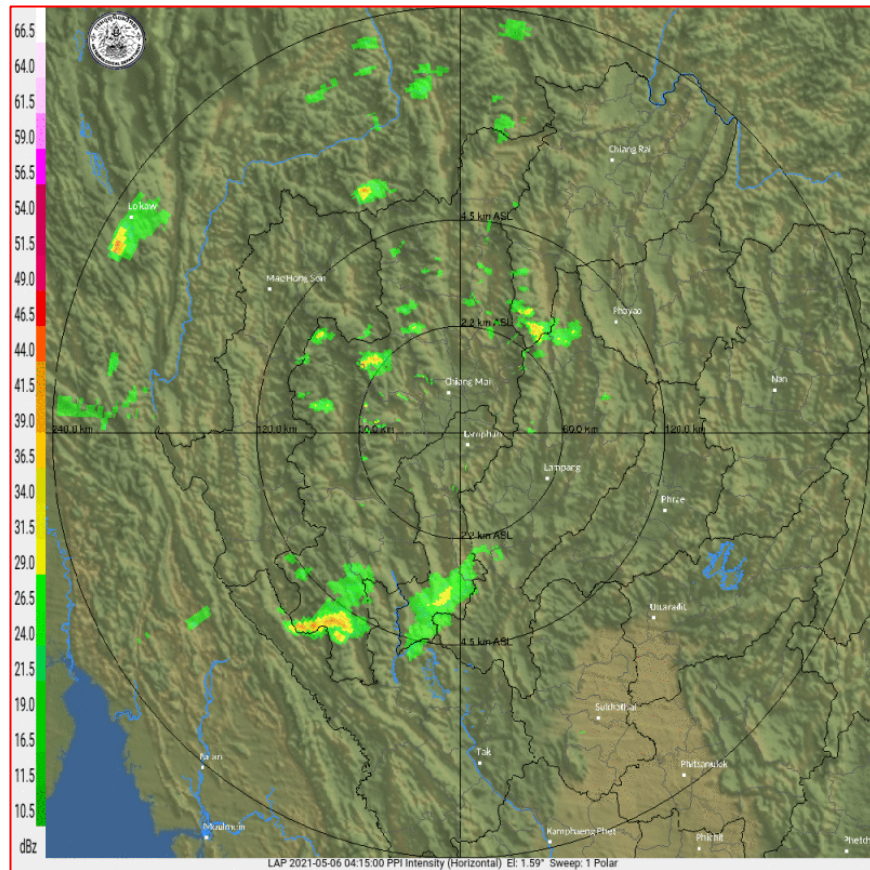 66.5
64.0
61.5
59.0
56.5
54.0
51.5
49.0
46.5
44.0
41.5
39.0
36.5
34.0
31.5
29.0
26.5
24.0
21.5
19.0
16.5
11.5
10.5
dBz
Chiang Rai
Loikaw
4.5 km ASL
Mae Hong Son
Phayao
2.2 km ASL
Chiang Mai
Nan
240.0 km
120.0 km
60.0 km
120.0 km
Lamphun
Lampang
Phrae
2.2 km ASL
Uttaradit
4.5 km ASL
Sukhothai
Tak
Phitsanulok
Pa'an
Moulmein
Kamphaeng Phet
Phichit
Phetch
LAP 2021-05-06 04:15:00 PPI Intensity (Horizontal) El: 1.59° Sweep: 1 Polar